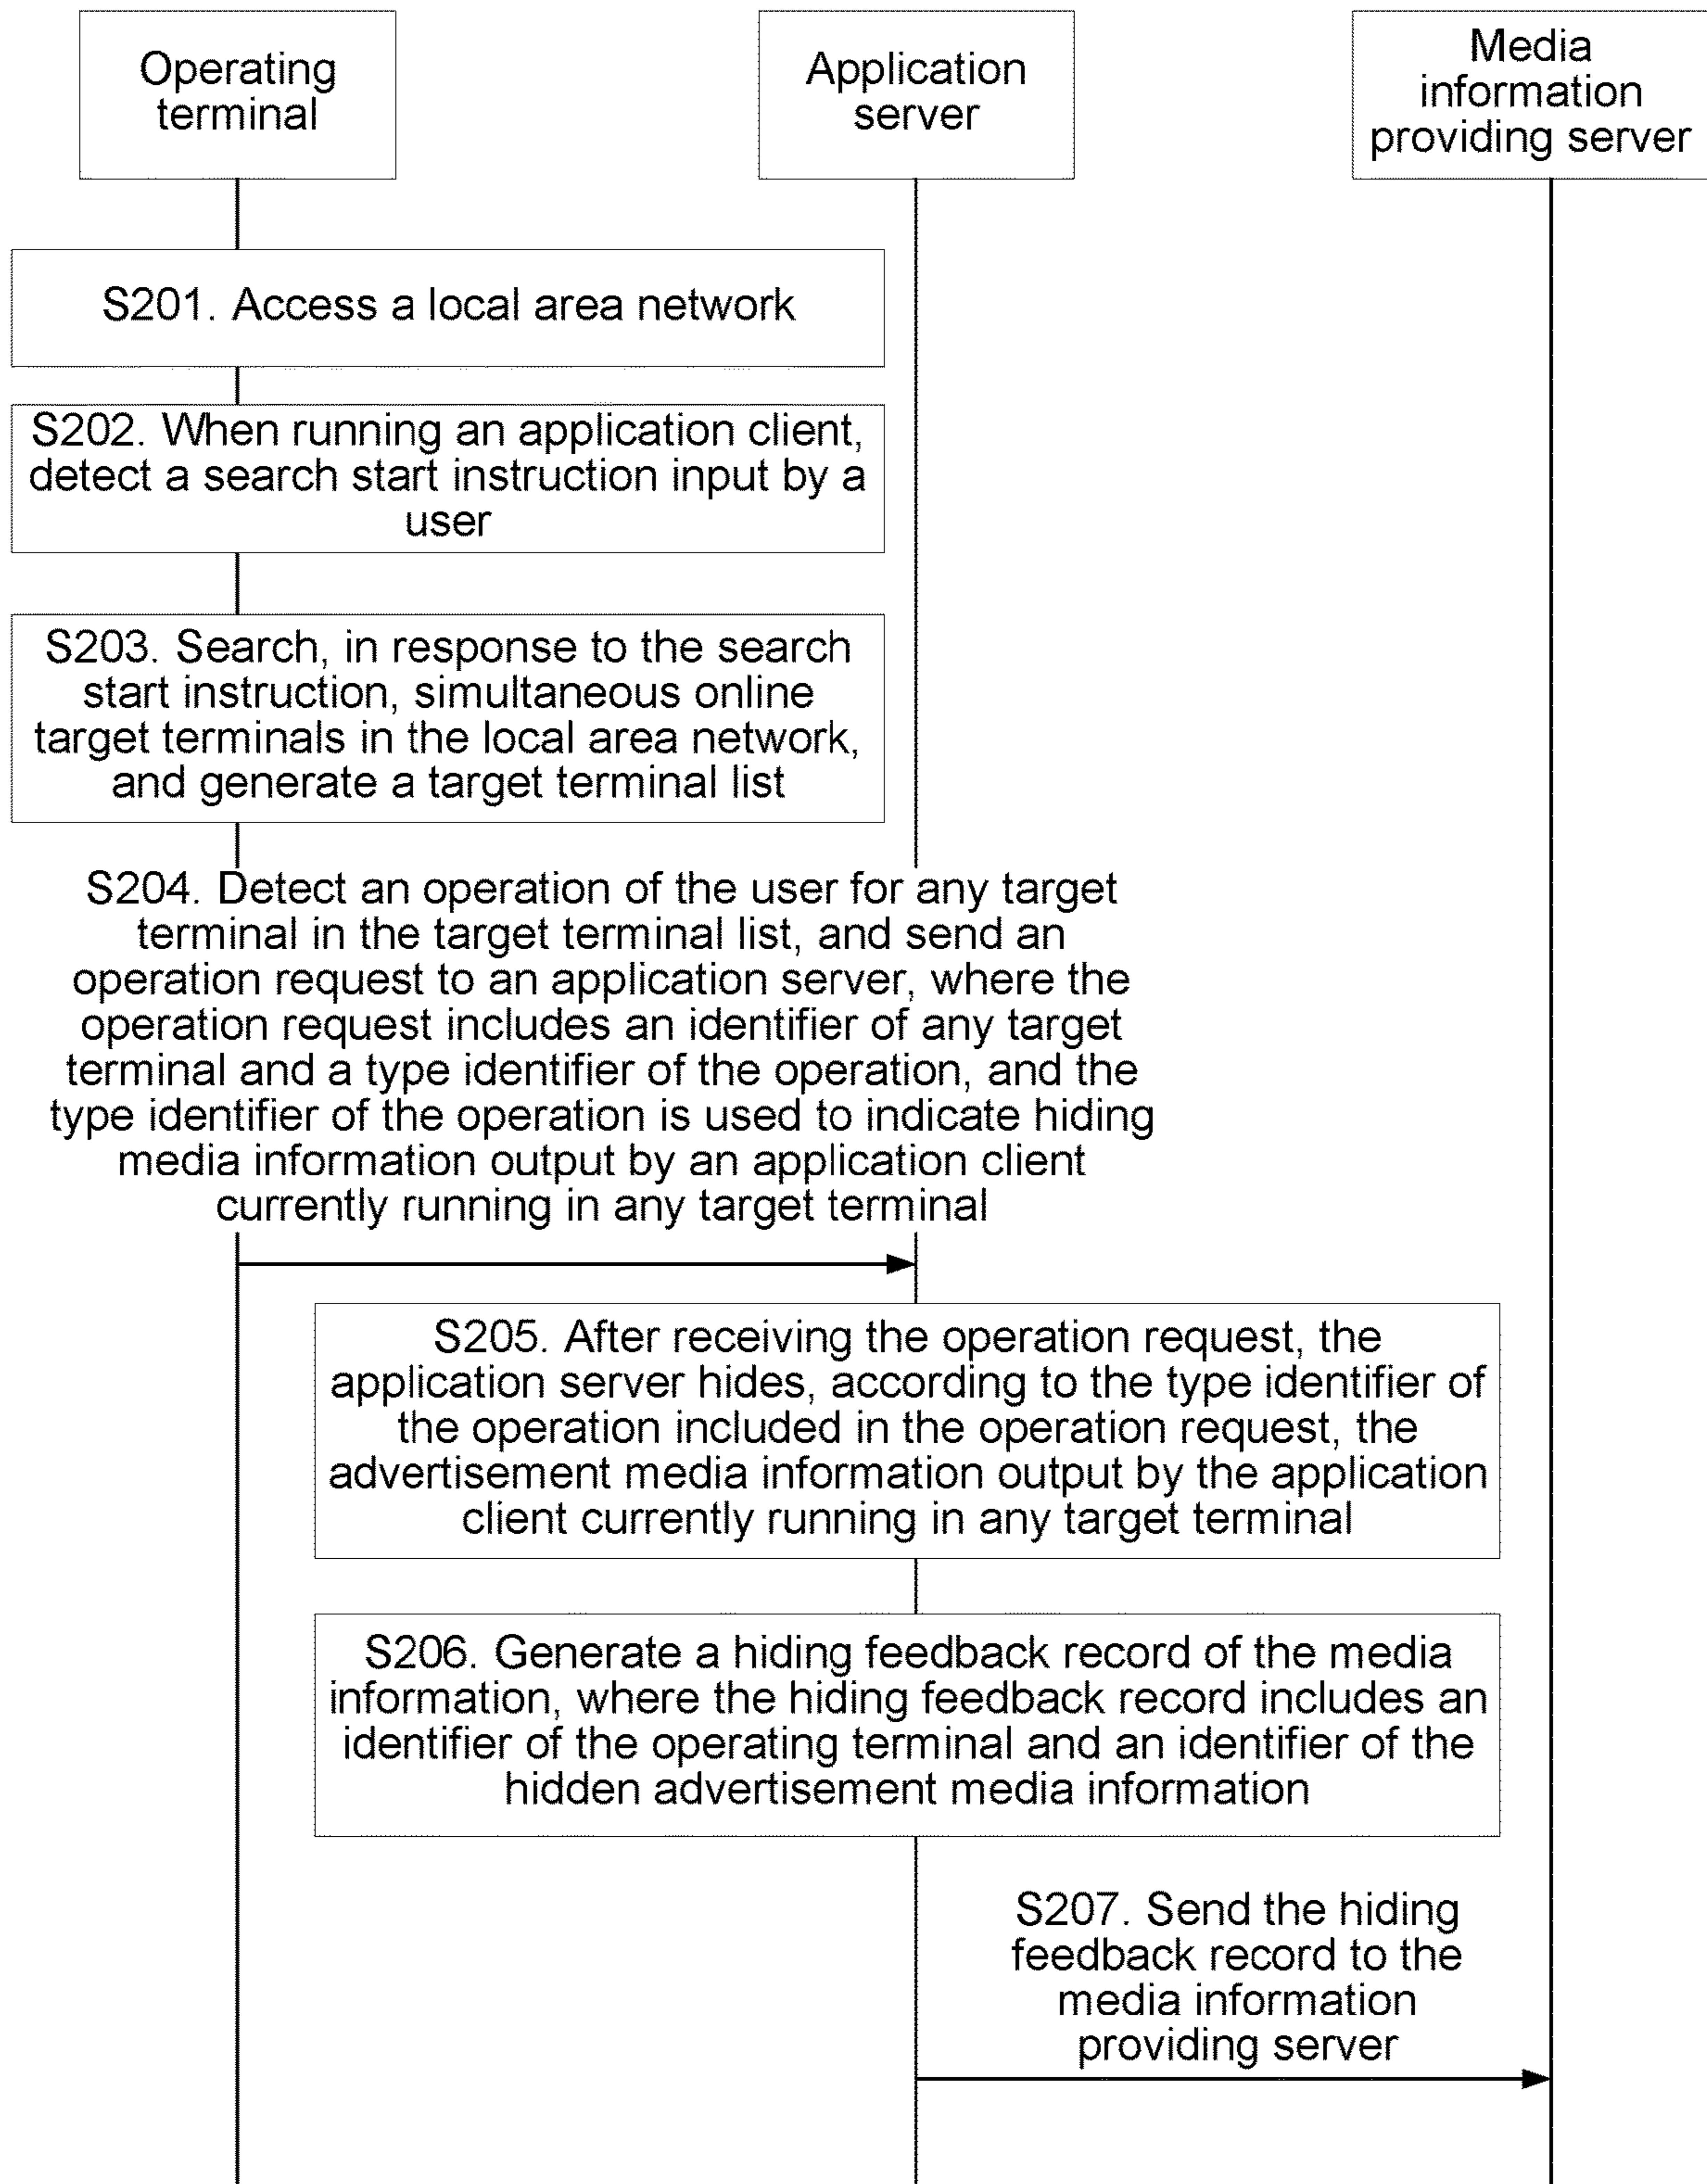 Operating
terminal
Application
server
Media
information
providing server
S201. Access a local area network
S202. When running an application client,
detect a search start instruction input by a
user
S203. Search, in response to the search
start instruction, simultaneous online
target terminals in the local area network,
and generate a target terminal list
S204. Detect an operation of the user for any target
terminal in the target terminal list, and send an
operation request to an application server, where the
operation request includes an identifier of any target
terminal and a type identifier of the operation, and the
type identifier of the operation is used to indicate hiding
media information output by an application client
currently running in any target terminal
S205. After receiving the operation request, the
application server hides, according to the type identifier of
the operation included in the operation request, the
advertisement media information output by the application
client currently running in any target terminal
S206. Generate a hiding feedback record of the media
information, where the hiding feedback record includes an
identifier of the operating terminal and an identifier of the
hidden advertisement media information
S207. Send the hiding
feedback record to the
media information
providing server